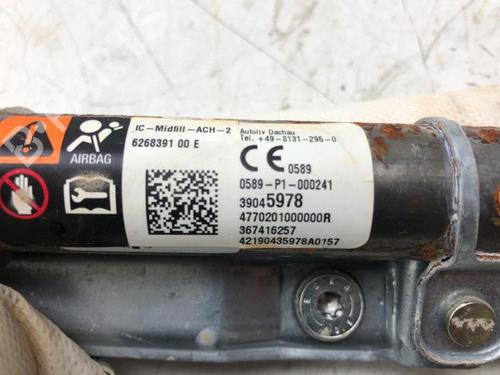 IC-Midfill-ACH-2
6268391 00 E
AIRBAG
Autoliv Dachau
Tel. +49-8131-295-0
CE 0589
0589-P1-000241
39045978
4770201000000R
367416257
42190435978A0157